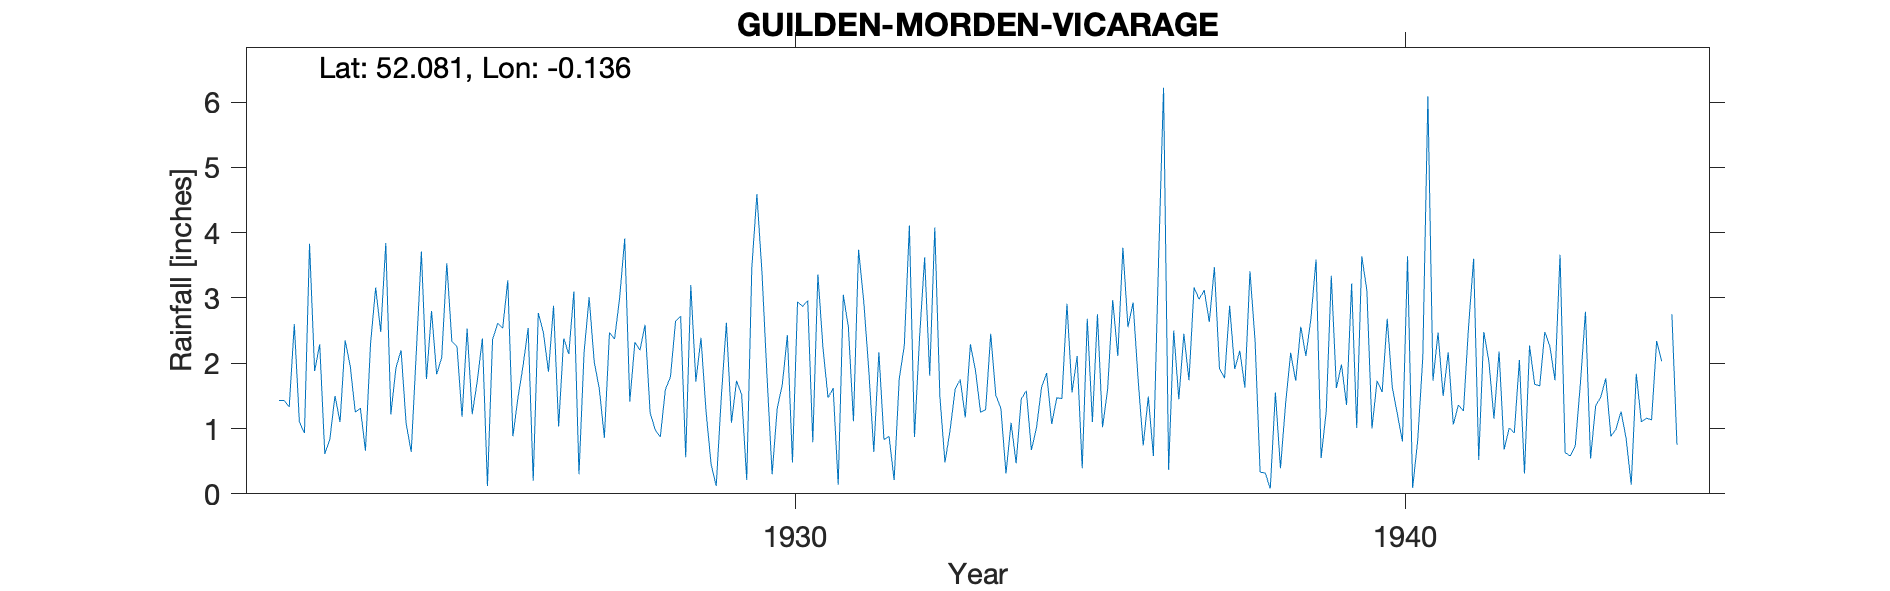 GUILDEN-MORDEN-VICARAGE
Lat: 52.081, Lon: -0.136
Rainfall [inches]
6
5
4
3
2
1
0
1930
1940
Year